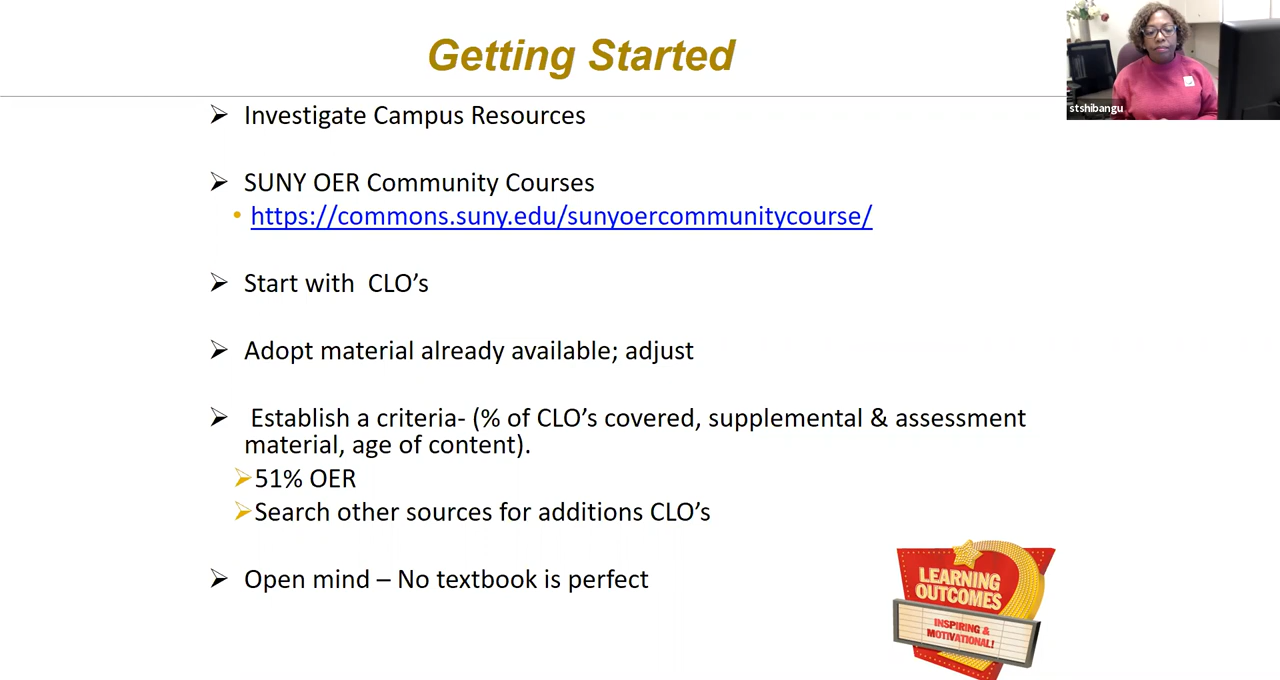 Getting Started
stshibangu
Investigate Campus Resources
SUNY OER Community Courses
https://commons.suny.edu/sunyoercommunitycourse/
Start with  CLO’s
Adopt material already available; adjust
Establish a criteria- (% of CLO’s covered, supplemental & assessment
material, age of content).
51% OER
Search other sources for additions CLO’s
Open mind – No textbook is perfect
LEARNING
OUTCOMES
INSPIRING &
MOTIVATIONAL!